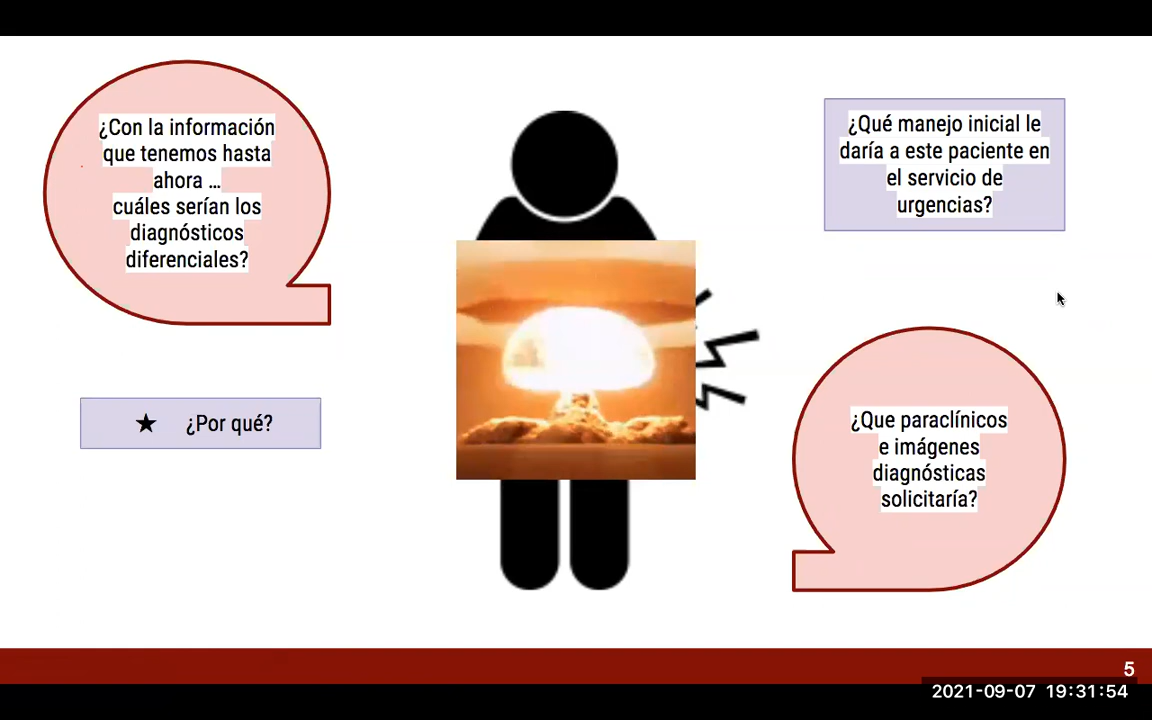 ¿Con la información
que tenemos hasta
ahora ...
cuáles serían los
diagnósticos
diferenciales?
★ ¿Por qué?
¿Qué manejo inicial le
daría a este paciente en
el servicio de
urgencias?
¿Que paraclínicos
e imágenes
diagnósticas
solicitaría?
5
2021-09-07 19:31:54